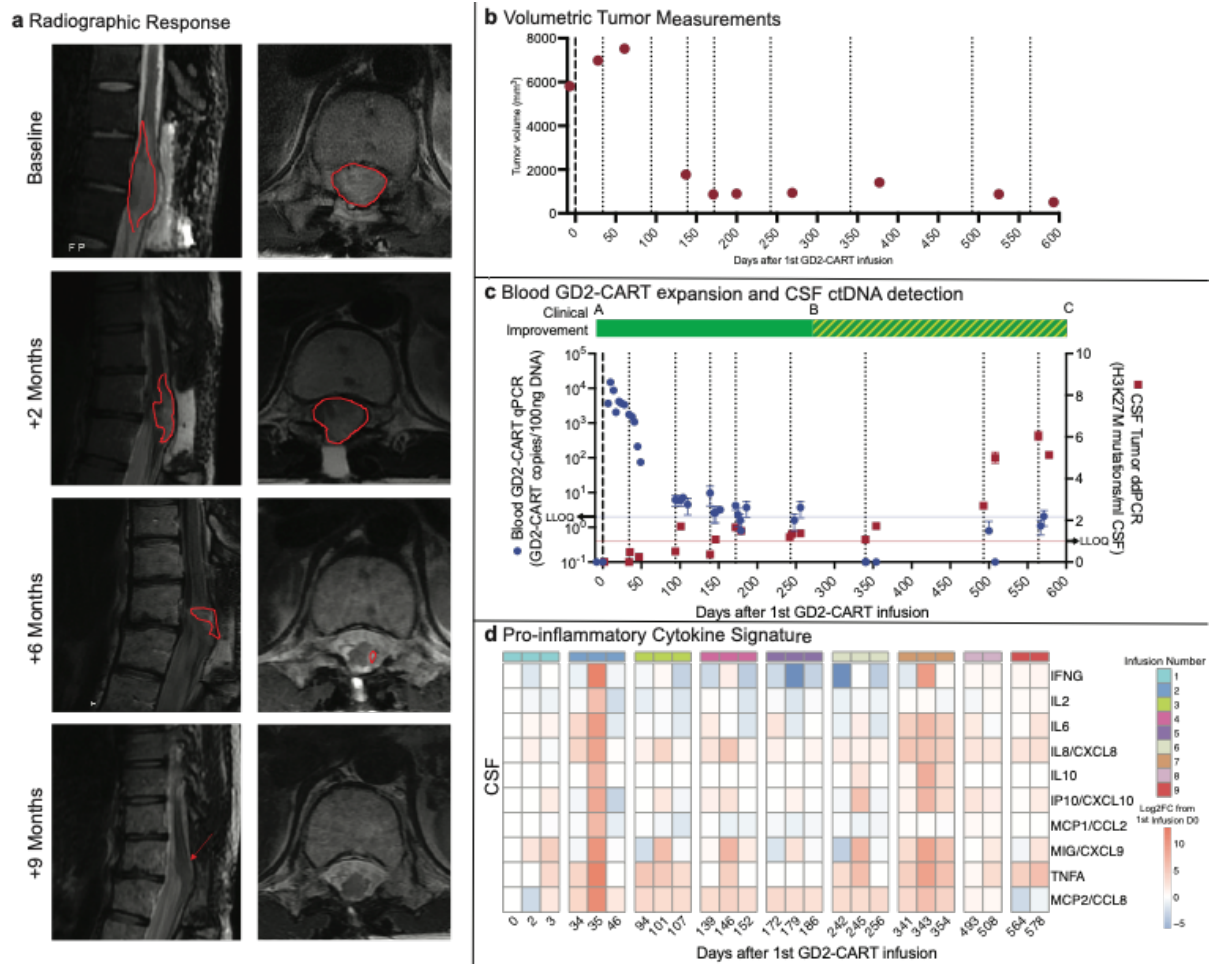 a Radiographic Response
Baseline
F P
+2 Months
+6 Months
+9 Months
b Volumetric Tumor Measurements
Tumor volume (mm³)
8000
6000
4000
2000
0
0 50 100 150 200 250 300 350 400 450 500 550 600
Days after 1st GD2-CART infusion
c Blood GD2-CART expansion and CSF ctDNA detection
Clinical
Improvement
A B C
Blood GD2-CART qPCR
(GD2-CART copies/100ng DNA)
10⁵
10⁴
10³
10²
10¹
10⁰
10⁻¹
LLOQ
10
8
6
4
2
0
LLOQ
CSF Tumor ddPCR
(H3K27M mutations/ml CSF)
0 50 100 150 200 250 300 350 400 450 500 550 600
Days after 1st GD2-CART infusion
d Pro-inflammatory Cytokine Signature
CSF
IFNG
IL2
IL6
IL8/CXCL8
IL10
IP10/CXCL10
MCP1/CCL2
MIG/CXCL9
TNFA
MCP2/CCL8
0 2 3 34 35 46 94 101 107 139 146 152 172 179 186 242 245 256 341 343 354 493 508 564 578
Days after 1st GD2-CART infusion
Infusion Number
1
2
3
4
5
6
7
8
9
Log2FC from
1st Infusion D0
10
5
0
−5